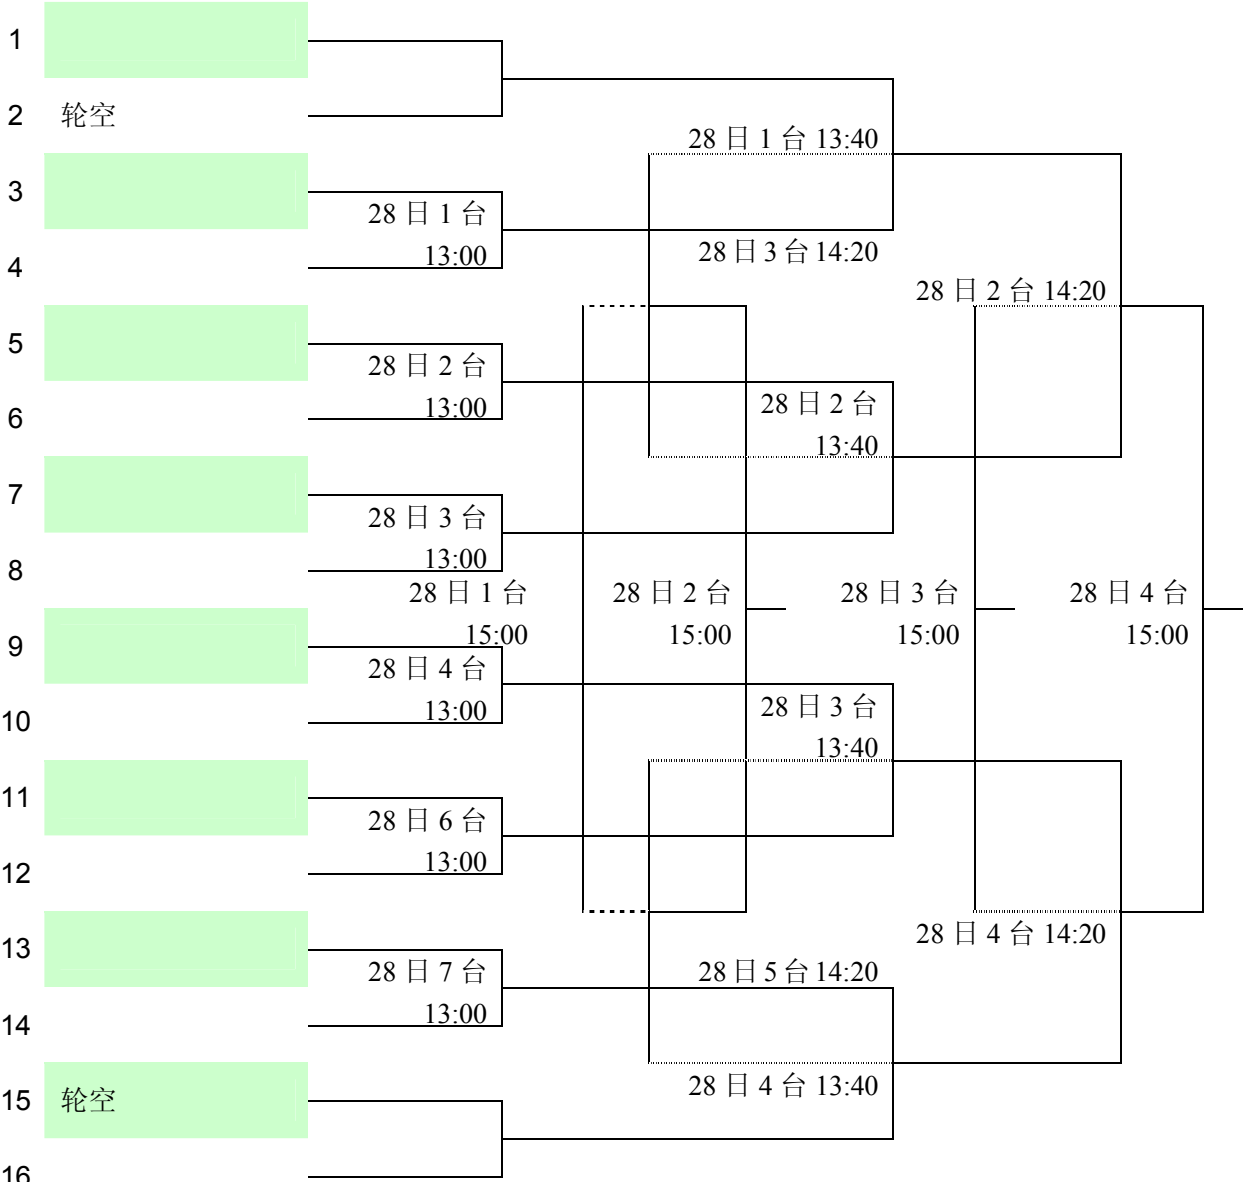 1
2 轮空
28 日 1 台 13:40
3
28 日 1 台
13:00
28 日 3 台 14:20
4
28 日 2 台 14:20
5
28 日 2 台
13:00
28 日 2 台
13:40
6
7
28 日 3 台
13:00
8
28 日 1 台
15:00
28 日 2 台
15:00
28 日 3 台
15:00
28 日 4 台
15:00
9
28 日 4 台
13:00
10
28 日 3 台
13:40
11
28 日 6 台
13:00
12
28 日 4 台 14:20
13
28 日 7 台
13:00
28 日 5 台 14:20
14
28 日 4 台 13:40
15 轮空
16